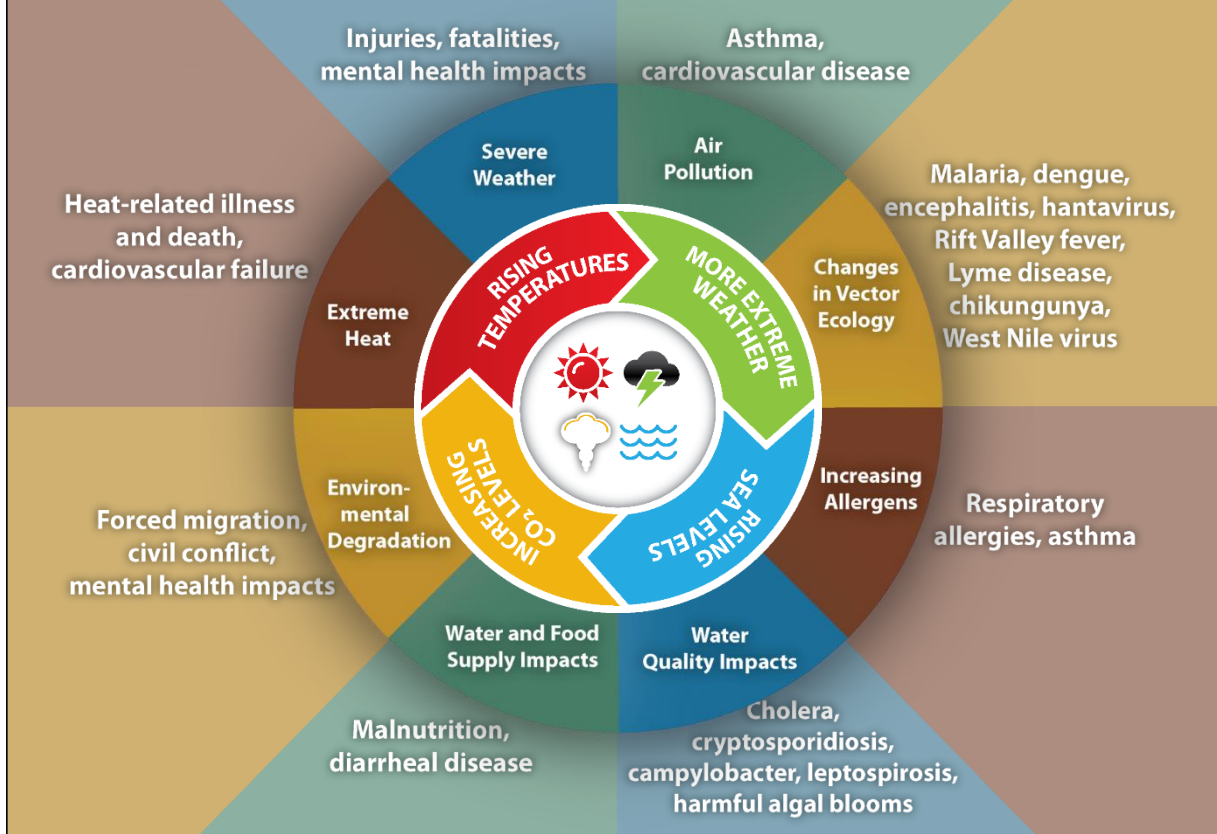 Injuries, fatalities,
mental health impacts
Asthma,
cardiovascular disease
Severe
Weather
Air
Pollution
Heat-related illness
and death,
cardiovascular failure
Extreme
Heat
Malaria, dengue,
encephalitis, hantavirus,
Rift Valley fever,
Lyme disease,
chikungunya,
West Nile virus
Changes
in Vector
Ecology
RISING
TEMPERATURES
MORE EXTREME
WEATHER
RISING
SEA LEVELS
INCREASING
CO₂ LEVELS
Forced migration,
civil conflict,
mental health impacts
Environ-
mental
Degradation
Increasing
Allergens
Respiratory
allergies, asthma
Water and Food
Supply Impacts
Water
Quality Impacts
Malnutrition,
diarrheal disease
Cholera,
cryptosporidiosis,
campylobacter, leptospirosis,
harmful algal blooms